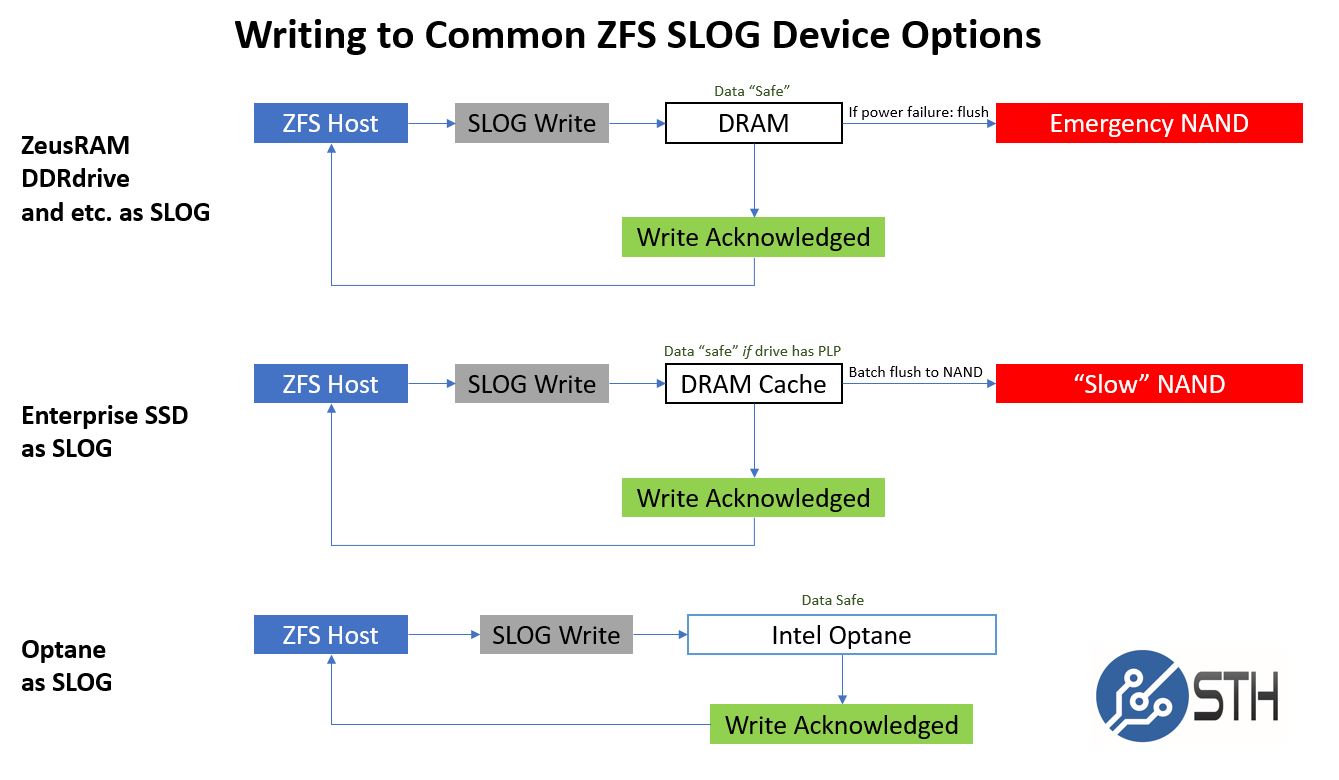 Writing to Common ZFS SLOG Device Options
ZeusRAM
DDRdrive
and etc. as SLOG
ZFS Host
SLOG Write
Data “Safe”
DRAM
If power failure: flush
Emergency NAND
Write Acknowledged
Enterprise SSD
as SLOG
ZFS Host
SLOG Write
Data “safe” if drive has PLP
DRAM Cache
Batch flush to NAND
“Slow” NAND
Write Acknowledged
Optane
as SLOG
ZFS Host
SLOG Write
Data Safe
Intel Optane
Write Acknowledged
STH